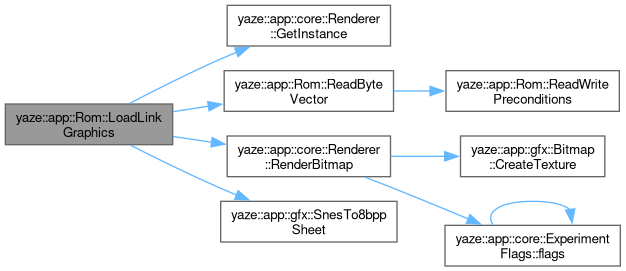 yaze::app::core::Renderer
::GetInstance
yaze::app::Rom::LoadLink
Graphics
yaze::app::Rom::ReadByte
Vector
yaze::app::Rom::ReadWrite
Preconditions
yaze::app::core::Renderer
::RenderBitmap
yaze::app::gfx::Bitmap
::CreateTexture
yaze::app::gfx::SnesTo8bpp
Sheet
yaze::app::core::Experiment
Flags::flags